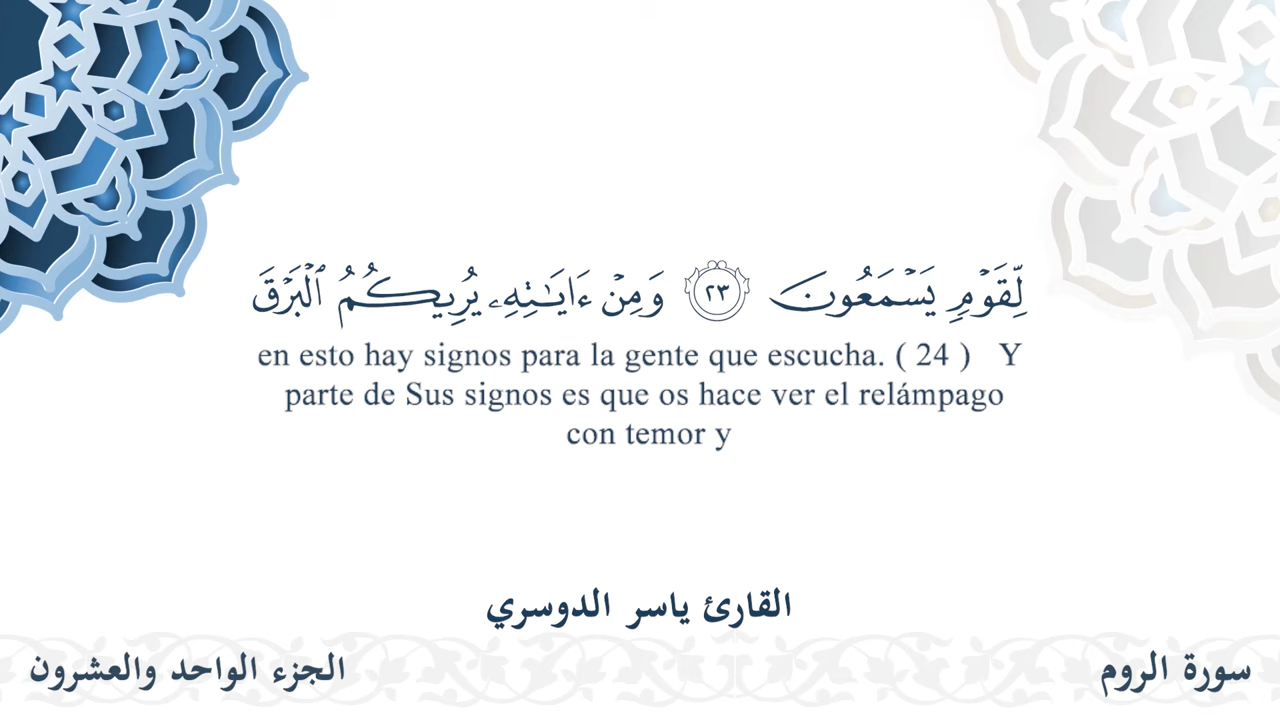 لِّقَوْمٍ يَسْمَعُونَ ٢٣ وَمِنْ ءَايَـٰتِهِۦ يُرِيكُمُ ٱلْبَرْقَ
en esto hay signos para la gente que escucha. ( 24 ) Y
parte de Sus signos es que os hace ver el relámpago
con temor y
القارئ ياسر الدوسري
سورة الروم
الجزء الواحد والعشرون